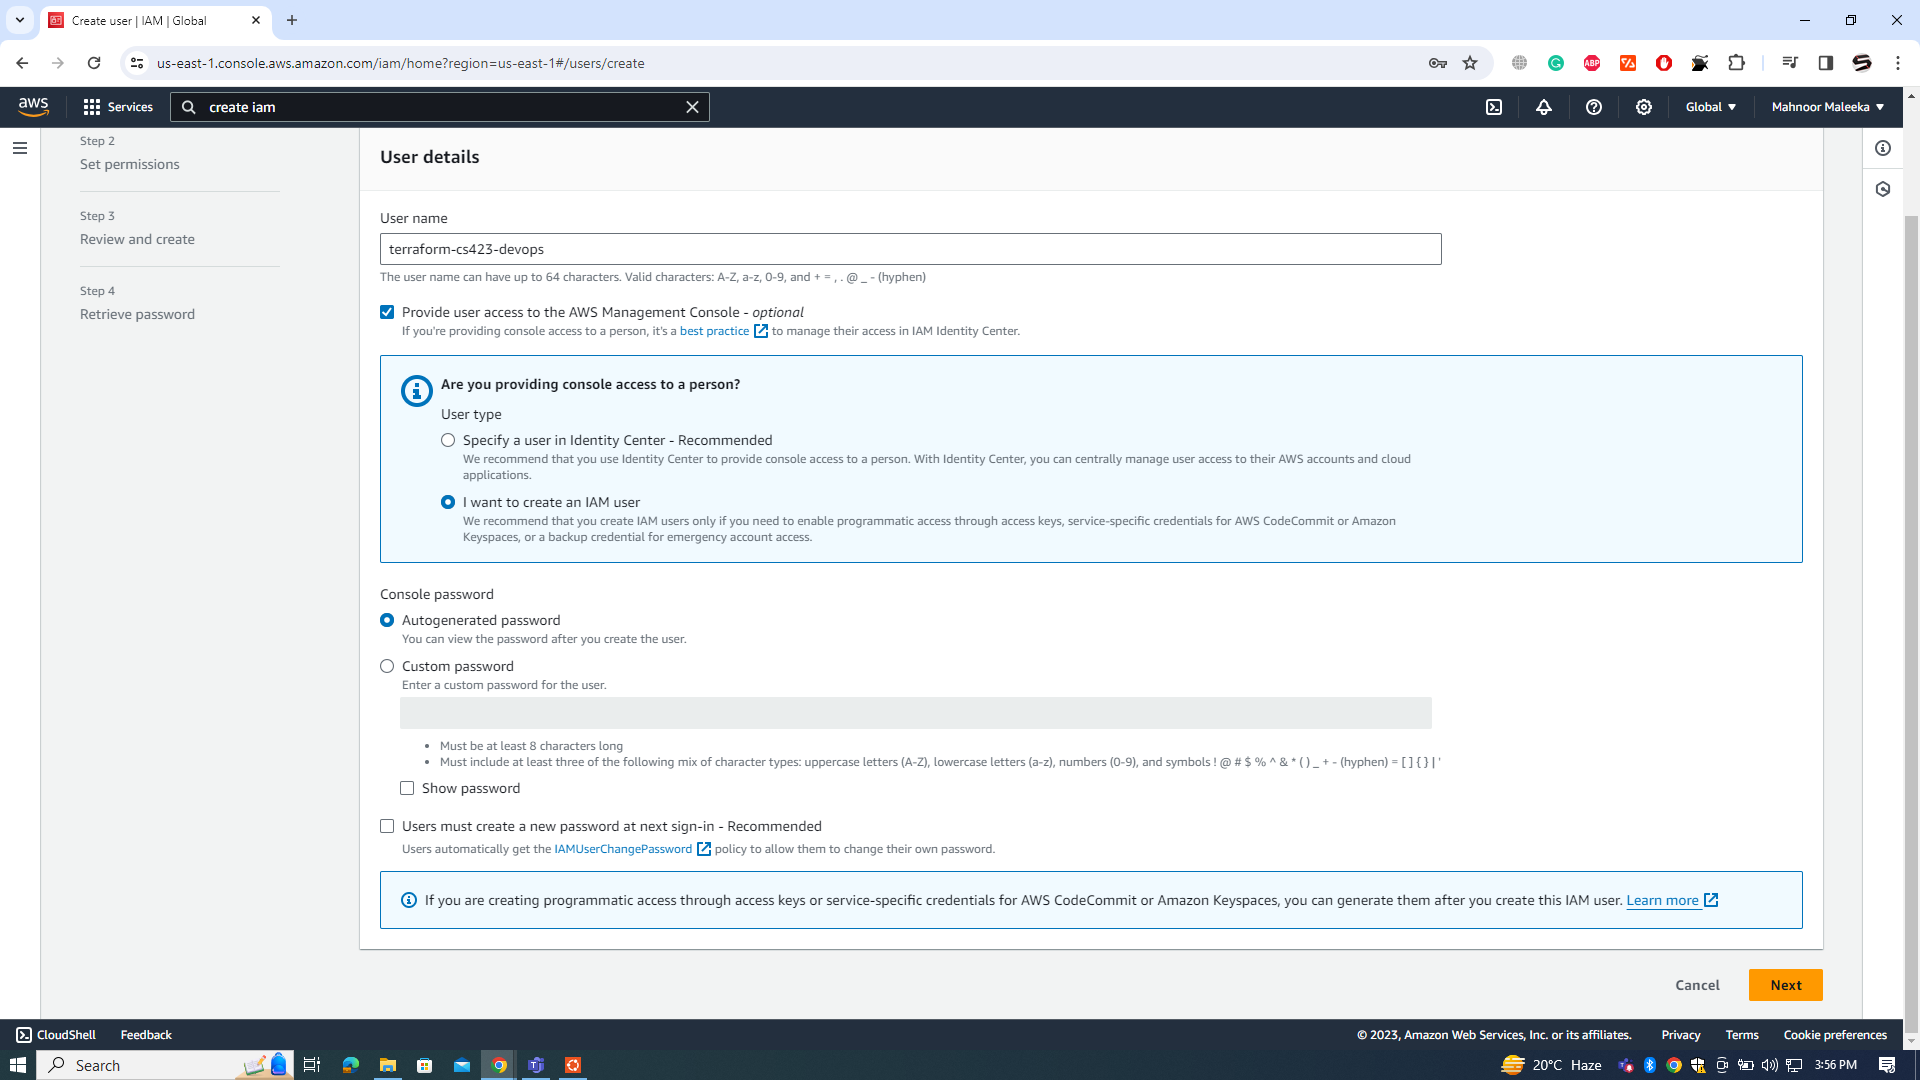 Create user | IAM | Global
us-east-1.console.aws.amazon.com/iam/home?region=us-east-1#/users/create
ABP
aws
Services
create iam
Global
Mahnoor Maleeka
Step 2
Set permissions
Step 3
Review and create
Step 4
Retrieve password
User details
User name
terraform-cs423-devops
The user name can have up to 64 characters. Valid characters: A-Z, a-z, 0-9, and + = , . @ _ - (hyphen)
Provide user access to the AWS Management Console - optional
If you're providing console access to a person, it's a best practice to manage their access in IAM Identity Center.
Are you providing console access to a person?
User type
Specify a user in Identity Center - Recommended
We recommend that you use Identity Center to provide console access to a person. With Identity Center, you can centrally manage user access to their AWS accounts and cloud
applications.
I want to create an IAM user
We recommend that you create IAM users only if you need to enable programmatic access through access keys, service-specific credentials for AWS CodeCommit or Amazon
Keyspaces, or a backup credential for emergency account access.
Console password
Autogenerated password
You can view the password after you create the user.
Custom password
Enter a custom password for the user.
• Must be at least 8 characters long
• Must include at least three of the following mix of character types: uppercase letters (A-Z), lowercase letters (a-z), numbers (0-9), and symbols ! @ # $ % ^ & * ( ) _ + - (hyphen) = [ ] { } | '
Show password
Users must create a new password at next sign-in - Recommended
Users automatically get the IAMUserChangePassword policy to allow them to change their own password.
If you are creating programmatic access through access keys or service-specific credentials for AWS CodeCommit or Amazon Keyspaces, you can generate them after you create this IAM user. Learn more
Cancel
Next
CloudShell
Feedback
© 2023, Amazon Web Services, Inc. or its affiliates.
Privacy
Terms
Cookie preferences
Search
20°C Haze
3:56 PM